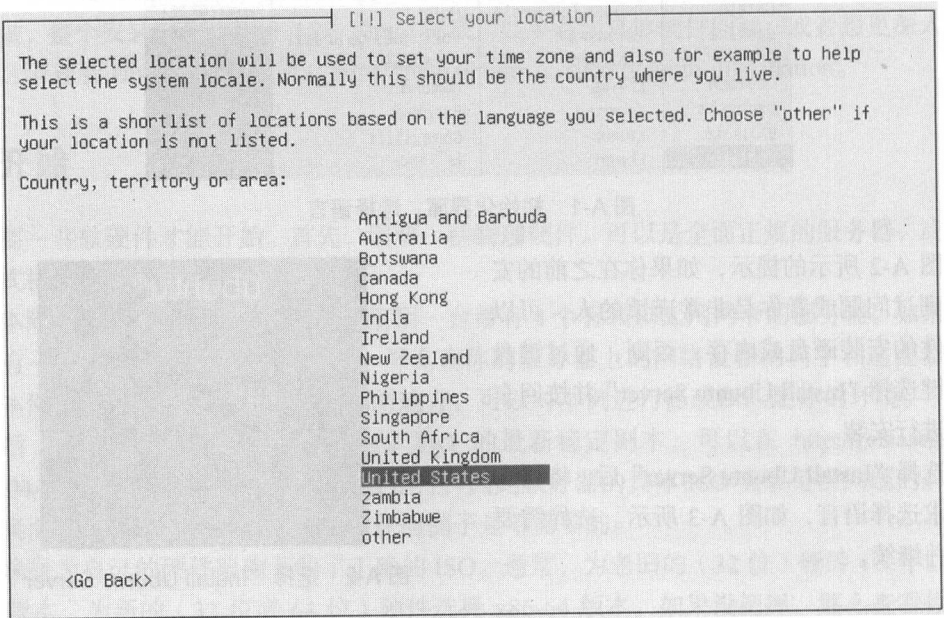 [!!] Select your location
The selected location will be used to set your time zone and also for example to help
select the system locale. Normally this should be the country where you live.
This is a shortlist of locations based on the language you selected. Choose "other" if
your location is not listed.
Country, territory or area:
Antigua and Barbuda
Australia
Botswana
Canada
Hong Kong
India
Ireland
New Zealand
Nigeria
Philippines
Singapore
South Africa
United Kingdom
United States
Zambia
Zimbabwe
other
<Go Back>